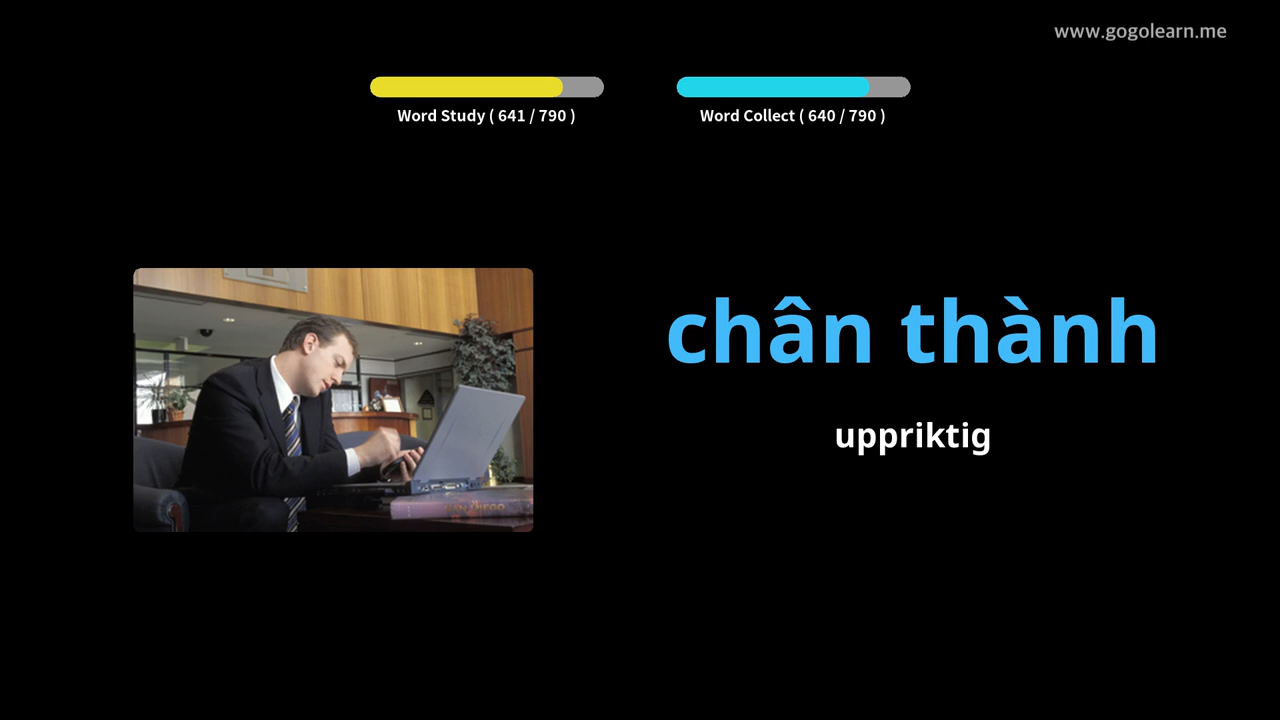 www.gogolearn.me
Word Study ( 641 / 790 )
Word Collect ( 640 / 790 )
chân thành
uppriktig